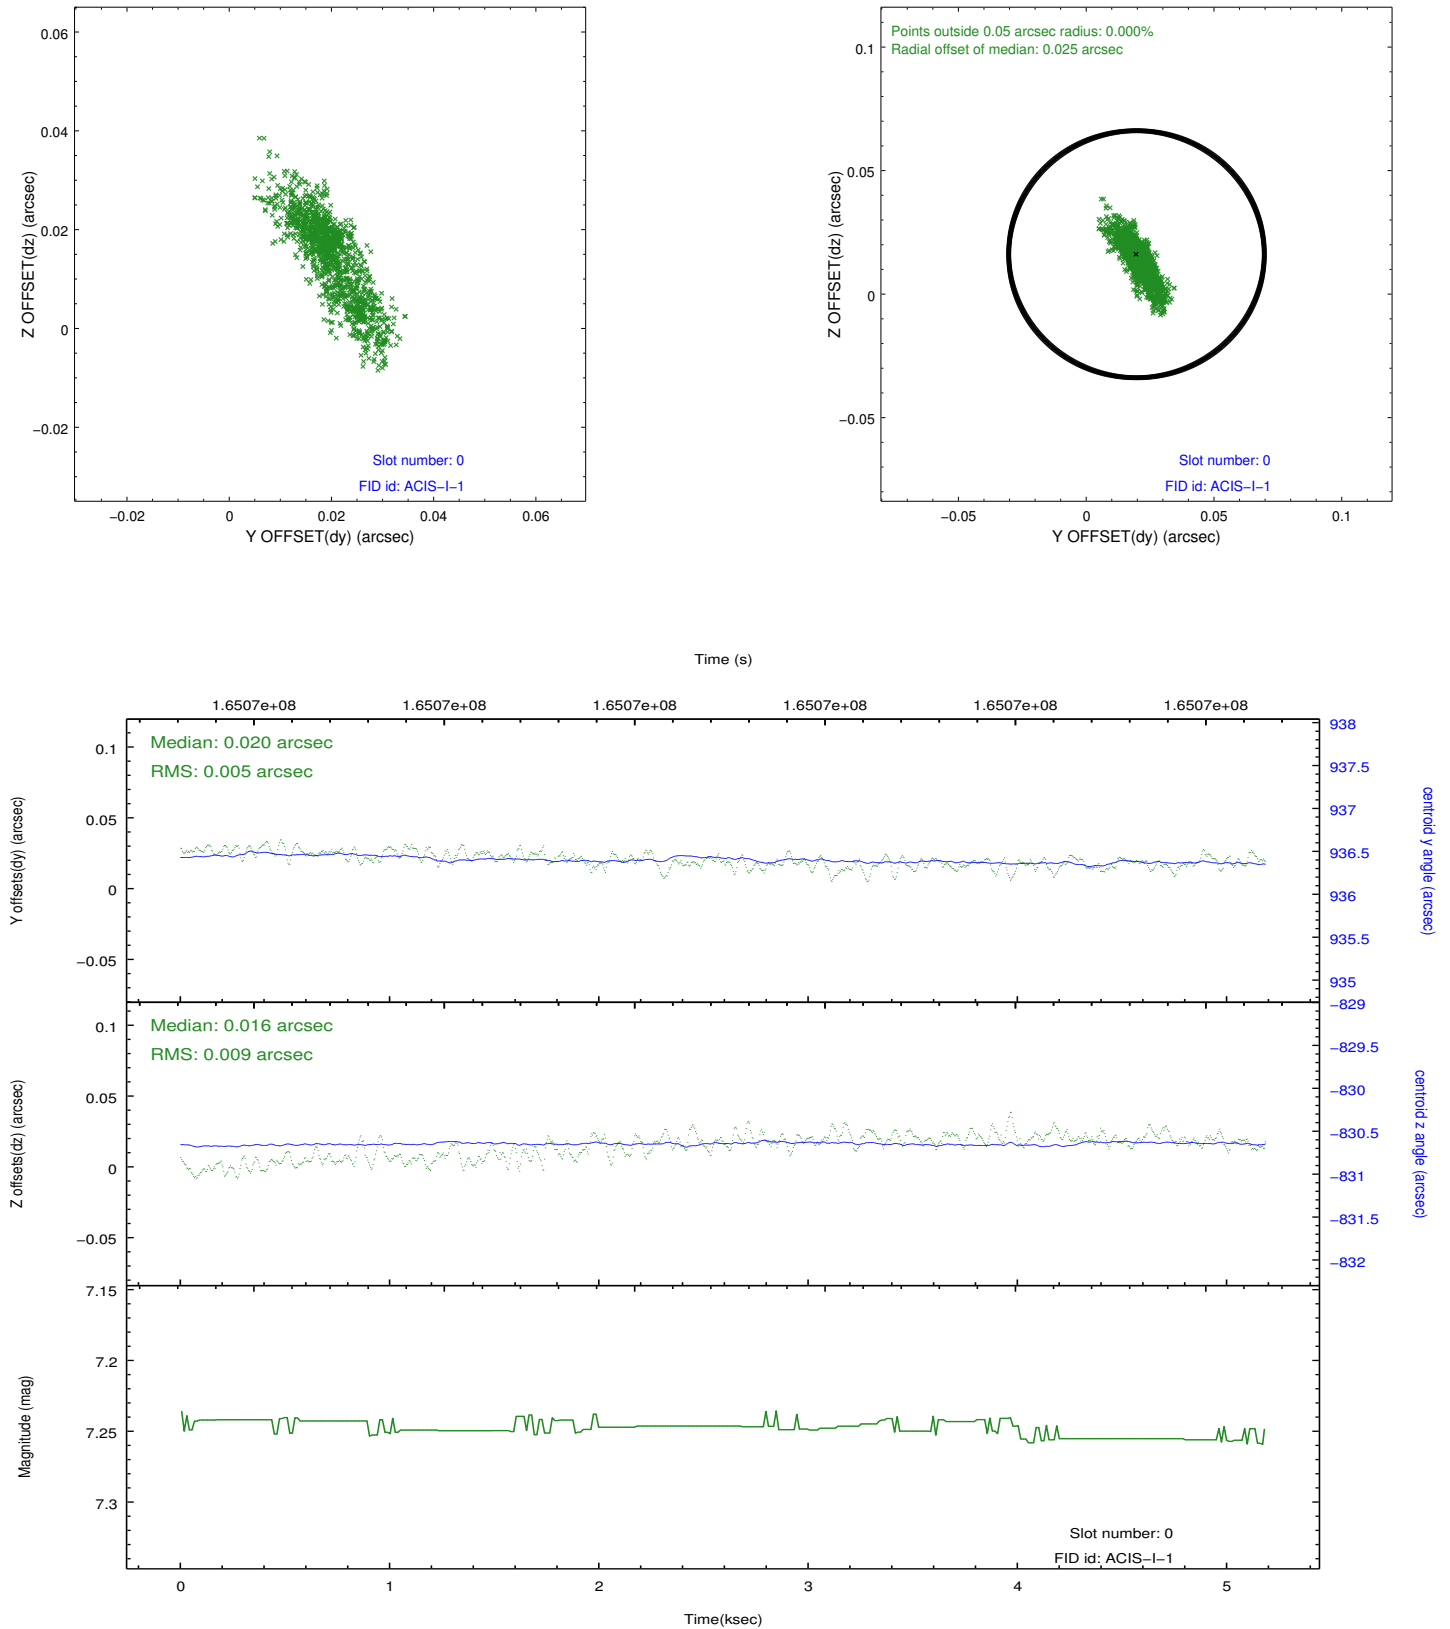 0.06
0.04
0.02
0
−0.02
Z OFFSET(dz) (arcsec)
Slot number: 0
FID id: ACIS−I−1
−0.02 0 0.02 0.04 0.06
Y OFFSET(dy) (arcsec)
Points outside 0.05 arcsec radius: 0.000%
Radial offset of median: 0.025 arcsec
0.1
0.05
0
−0.05
Z OFFSET(dz) (arcsec)
Slot number: 0
FID id: ACIS−I−1
−0.05 0 0.05 0.1
Y OFFSET(dy) (arcsec)
Time (s)
1.6507e+08 1.6507e+08 1.6507e+08 1.6507e+08 1.6507e+08 1.6507e+08
Median: 0.020 arcsec
RMS: 0.005 arcsec
0.1
0.05
0
−0.05
Y offsets(dy) (arcsec)
938
937.5
937
936.5
936
935.5
935
centroid y angle (arcsec)
Median: 0.016 arcsec
RMS: 0.009 arcsec
0.1
0.05
0
−0.05
Z offsets(dz) (arcsec)
−829
−829.5
−830
−830.5
−831
−831.5
−832
centroid z angle (arcsec)
7.15
7.2
7.25
7.3
Magnitude (mag)
Slot number: 0
FID id: ACIS−I−1
0 1 2 3 4 5
Time(ksec)